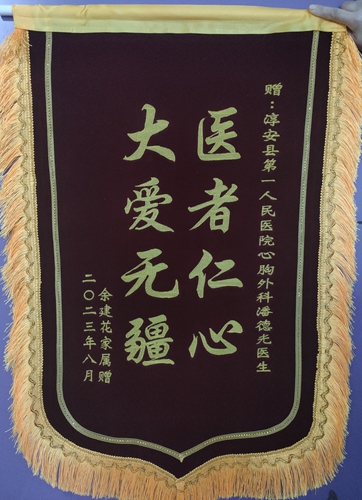 赠：淳安县第一人民医院心胸外科潘德光医生
医者仁心
大爱无疆
余建花家属赠
二〇二三年八月